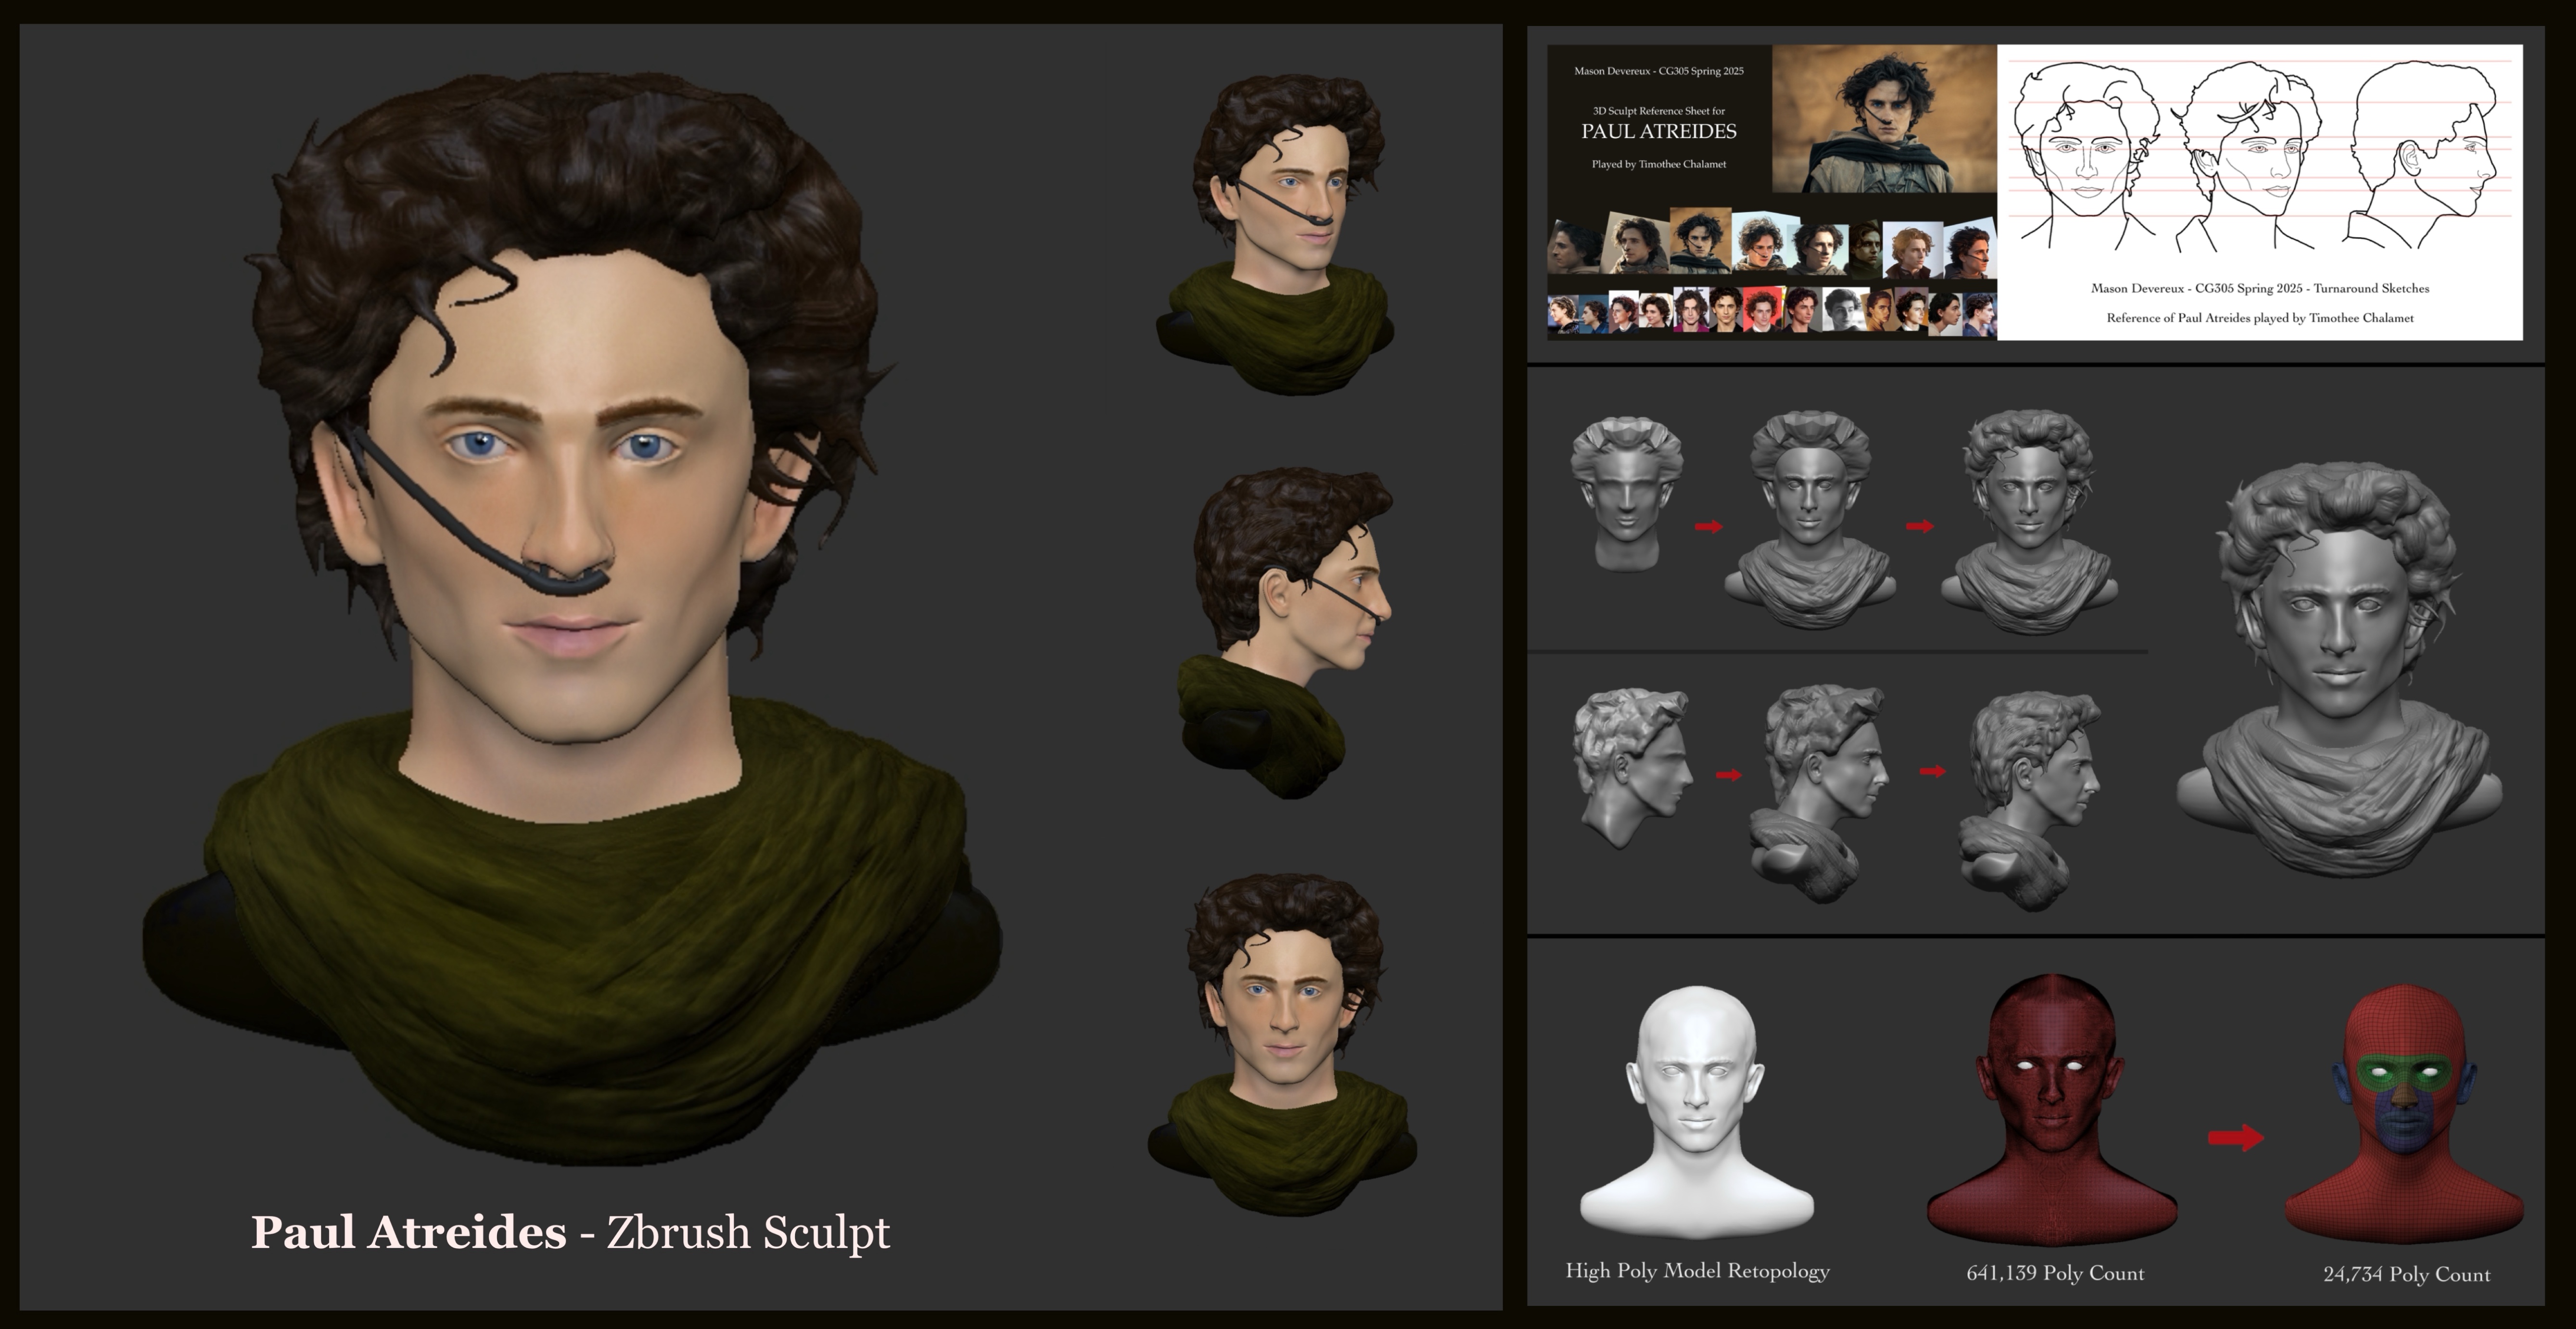 Paul Atreides - Zbrush Sculpt
Mason Devereux - CG305 Spring 2025
3D Sculpt Reference Sheet for
PAUL ATREIDES
Played by Timothee Chalamet
Mason Devereux - CG305 Spring 2025 - Turnaround Sketches
Reference of Paul Atreides played by Timothee Chalamet
High Poly Model Retopology
641,139 Poly Count
24,734 Poly Count